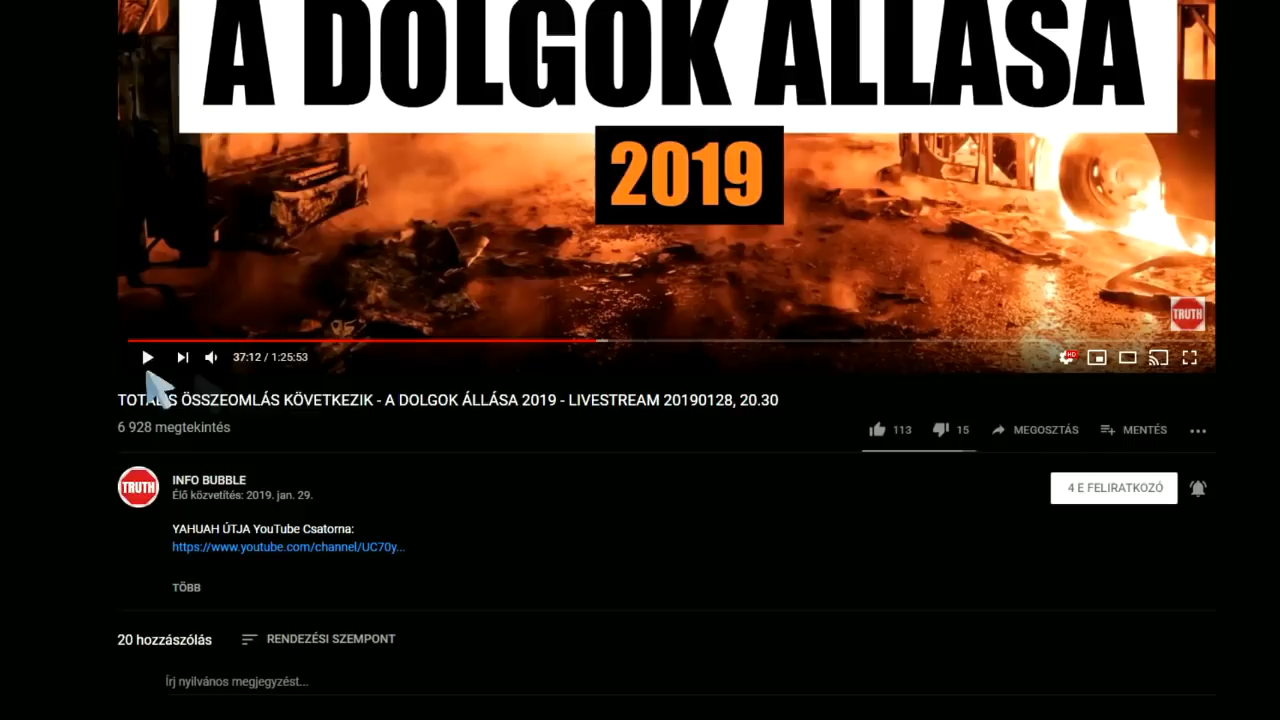 A DOLGOK ÁLLÁSA
2019
TRUTH
37:12 / 1:25:53
HD
TOTÁLIS ÖSSZEOMLÁS KÖVETKEZIK - A DOLGOK ÁLLÁSA 2019 - LIVESTREAM 20190128, 20.30
6 928 megtekintés
113
15
MEGOSZTÁS
MENTÉS
TRUTH
INFO BUBBLE
Élő közvetítés: 2019. jan. 29.
4 E FELIRATKOZÓ
YAHUAH ÚTJA YouTube Csatorna:
https://www.youtube.com/channel/UC70y...
TÖBB
20 hozzászólás
RENDEZÉSI SZEMPONT
Írj nyilvános megjegyzést...